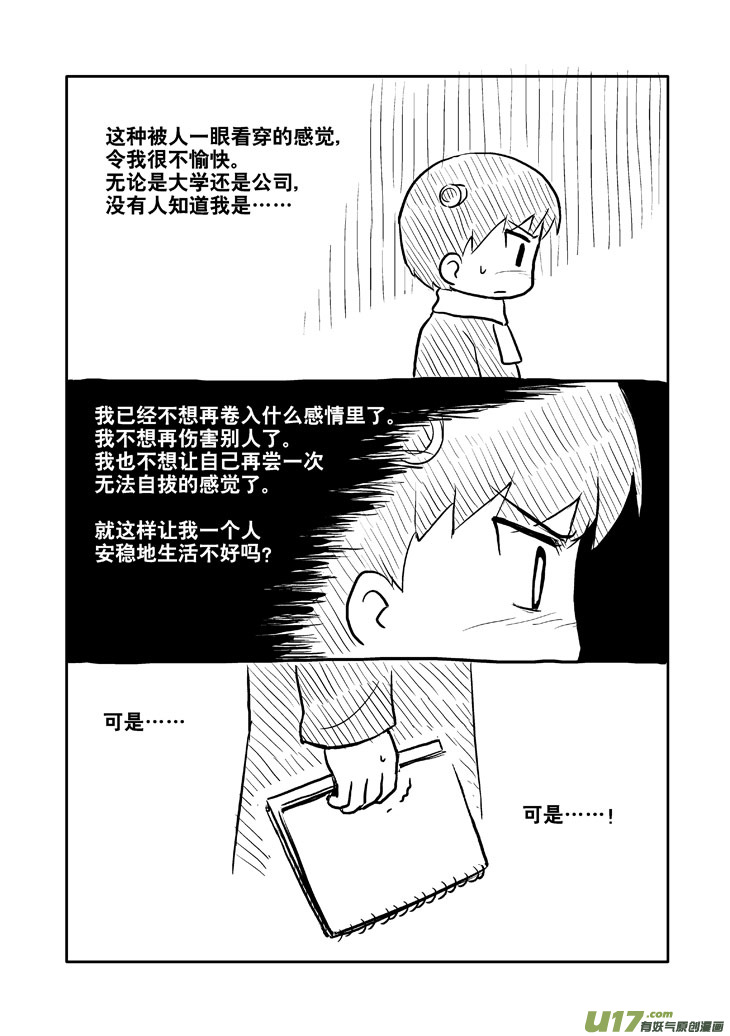 这种被人一眼看穿的感觉,
令我很不愉快。
无论是大学还是公司,
没有人知道我是……
我已经不想再卷入什么感情里了。
我不想再伤害别人了。
我也不想让自己再尝一次
无法自拔的感觉了。
就这样让我一个人
安稳地生活不好吗?
可是……
可是……!
U17.com
有妖气原创漫画